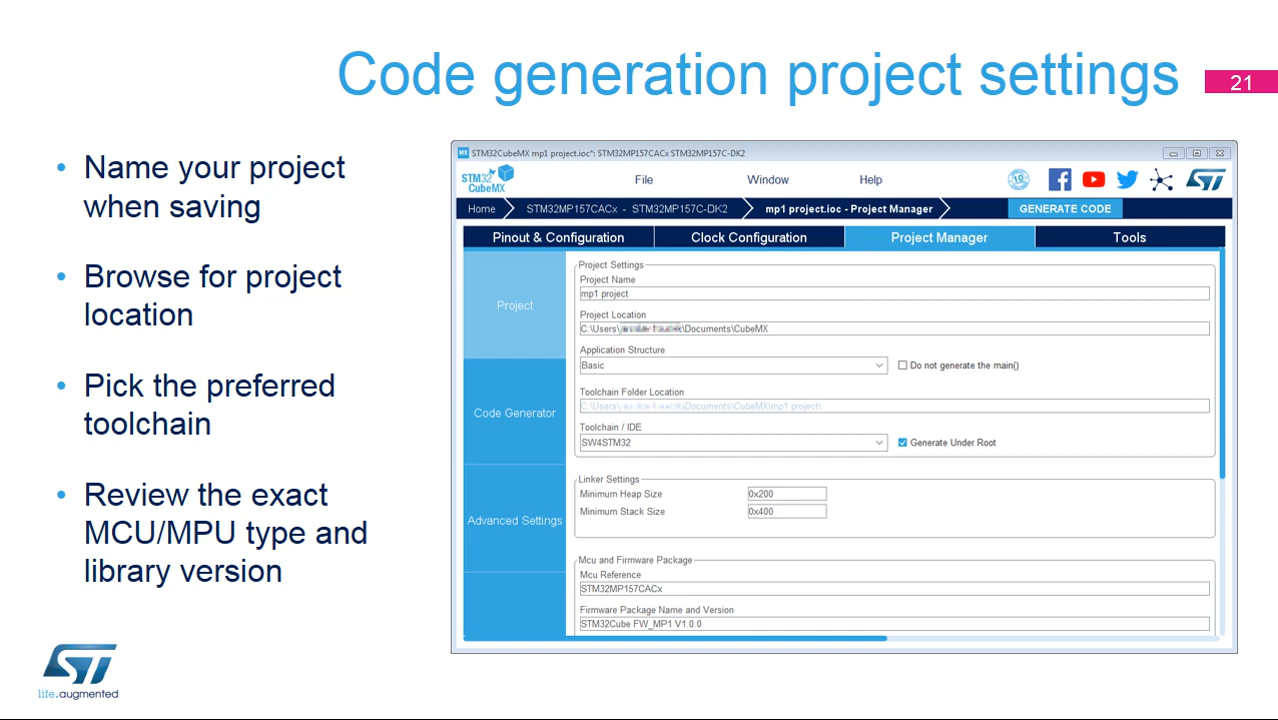 Code generation project settings
21
• Name your project
when saving
• Browse for project
location
• Pick the preferred
toolchain
• Review the exact
MCU/MPU type and
library version
STM32CubeMX mp1 project.ioc*: STM32MP157CACx STM32MP157C-DK2
STM32
CubeMX
File Window Help
10
Home STM32MP157CACx - STM32MP157C-DK2 mp1 project.ioc - Project Manager GENERATE CODE
Pinout & Configuration Clock Configuration Project Manager Tools
Project
Code Generator
Advanced Settings
Project Settings
Project Name
mp1 project
Project Location
C:\Users\ \Documents\CubeMX
Application Structure
Basic Do not generate the main()
Toolchain Folder Location
C:\Users\ \Documents\CubeMX\mp1 project\
Toolchain / IDE
SW4STM32 Generate Under Root
Linker Settings
Minimum Heap Size 0x200
Minimum Stack Size 0x400
Mcu and Firmware Package
Mcu Reference
STM32MP157CACx
Firmware Package Name and Version
STM32Cube FW_MP1 V1.0.0
ST
life.augmented